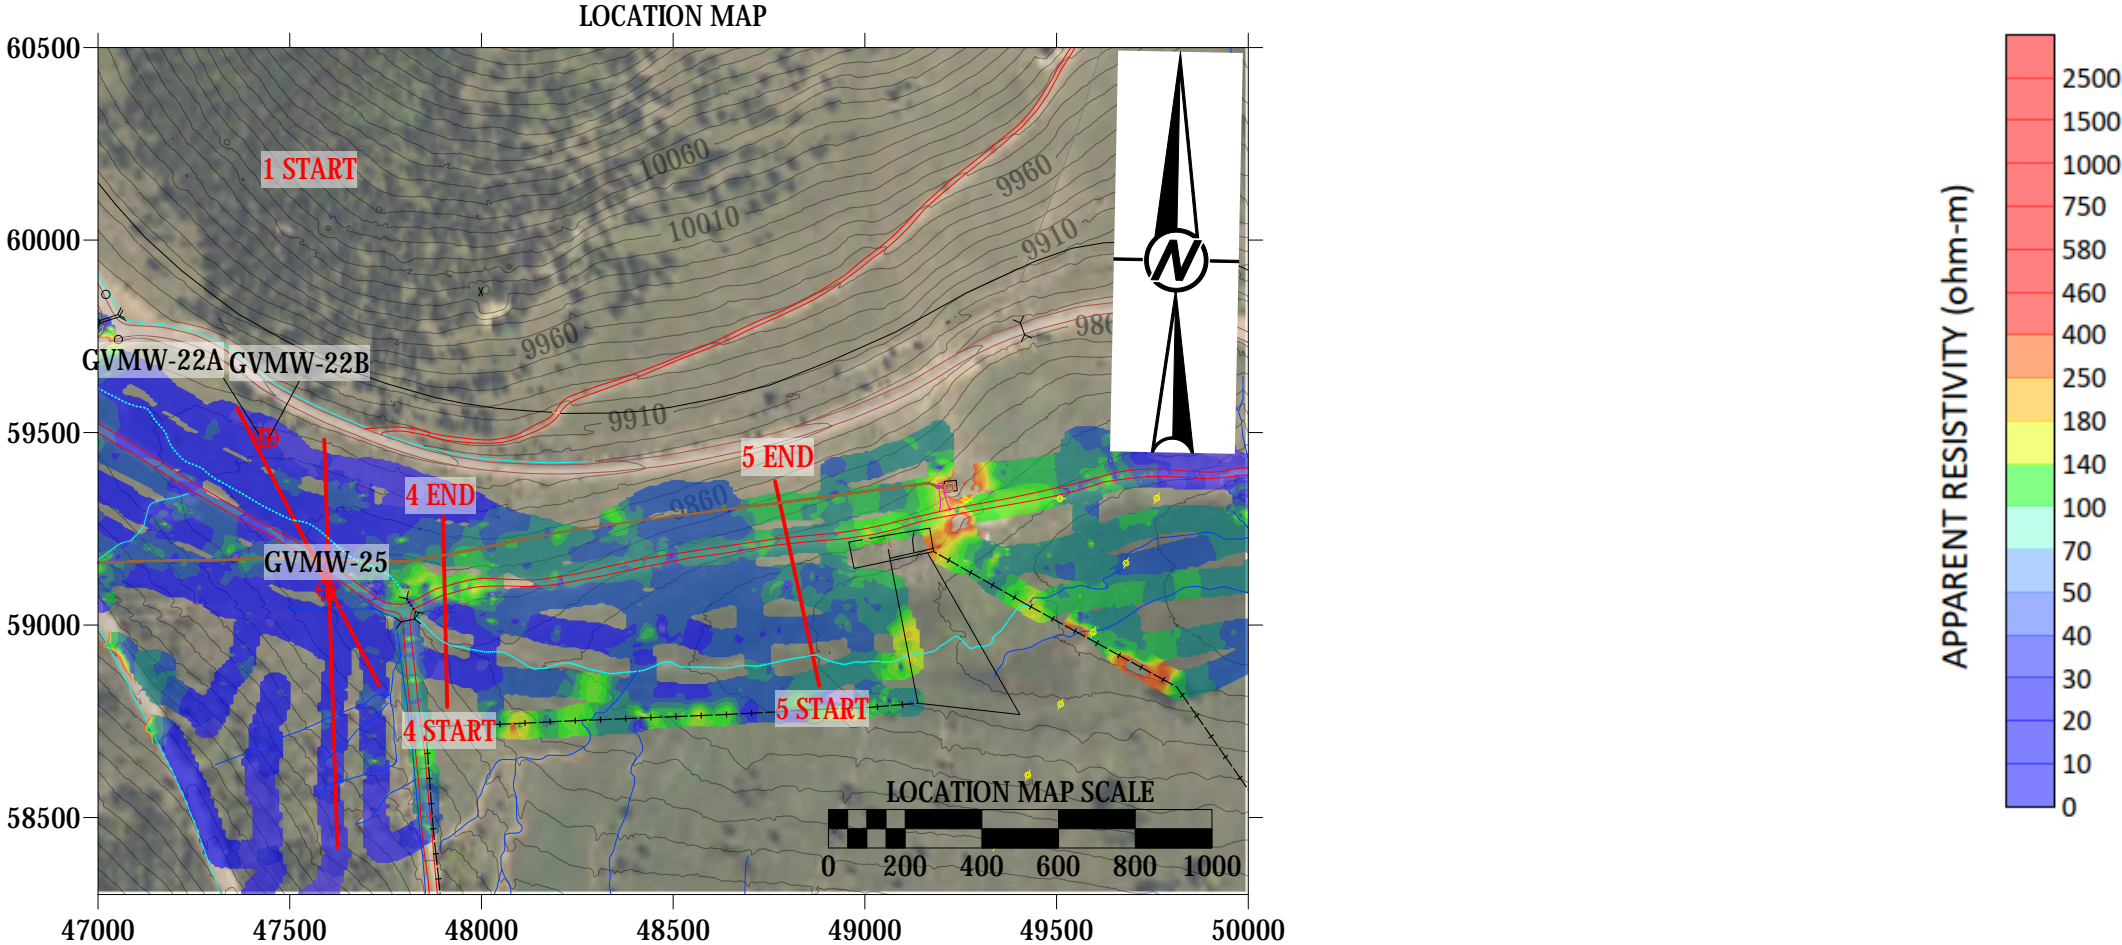 LOCATION MAP
60500
60000
59500
59000
58500
47000
47500
48000
48500
49000
49500
50000
1 START
10060
10010
9960
9960
9910
9910
986
9860
N
GVMW-22A
GVMW-22B
GVMW-25
4 END
4 START
5 END
5 START
LOCATION MAP SCALE
0 200 400 600 800 1000
APPARENT RESISTIVITY (ohm-m)
2500
1500
1000
750
580
460
400
250
180
140
100
70
50
40
30
20
10
0